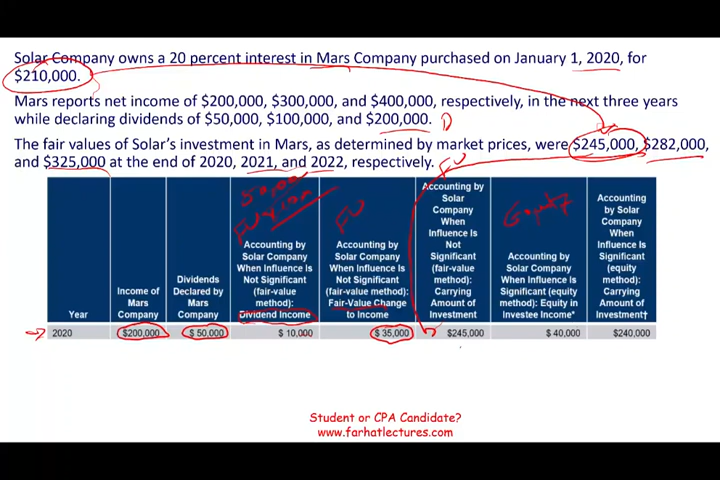 Solar Company owns a 20 percent interest in Mars Company purchased on January 1, 2020, for
$210,000.
Mars reports net income of $200,000, $300,000, and $400,000, respectively, in the next three years
while declaring dividends of $50,000, $100,000, and $200,000. D
The fair values of Solar's investment in Mars, as determined by market prices, were $245,000, $282,000,
and $325,000 at the end of 2020, 2021, and 2022, respectively.
FV
Year
Income of
Mars
Company
Dividends
Declared by
Mars
Company
Accounting by
Solar Company
When Influence Is
Not Significant
(fair-value
method):
Dividend Income
FV
Accounting by
Solar Company
When Influence Is
Not Significant
(fair-value method):
Fair-Value Change
to Income
Accounting by
Solar
Company
When
Influence Is
Not
Significant
(fair-value
method):
Carrying
Amount of
Investment
Equity
Accounting by
Solar Company
When Influence Is
Significant (equity
method): Equity in
Investee Income*
Accounting
by Solar
Company
When
Influence Is
Significant
(equity
method):
Carrying
Amount of
Investment†
2020 $200,000 $ 50,000 $ 10,000 $ 35,000 $245,000 $ 40,000 $240,000
Student or CPA Candidate?
www.farhatlectures.com